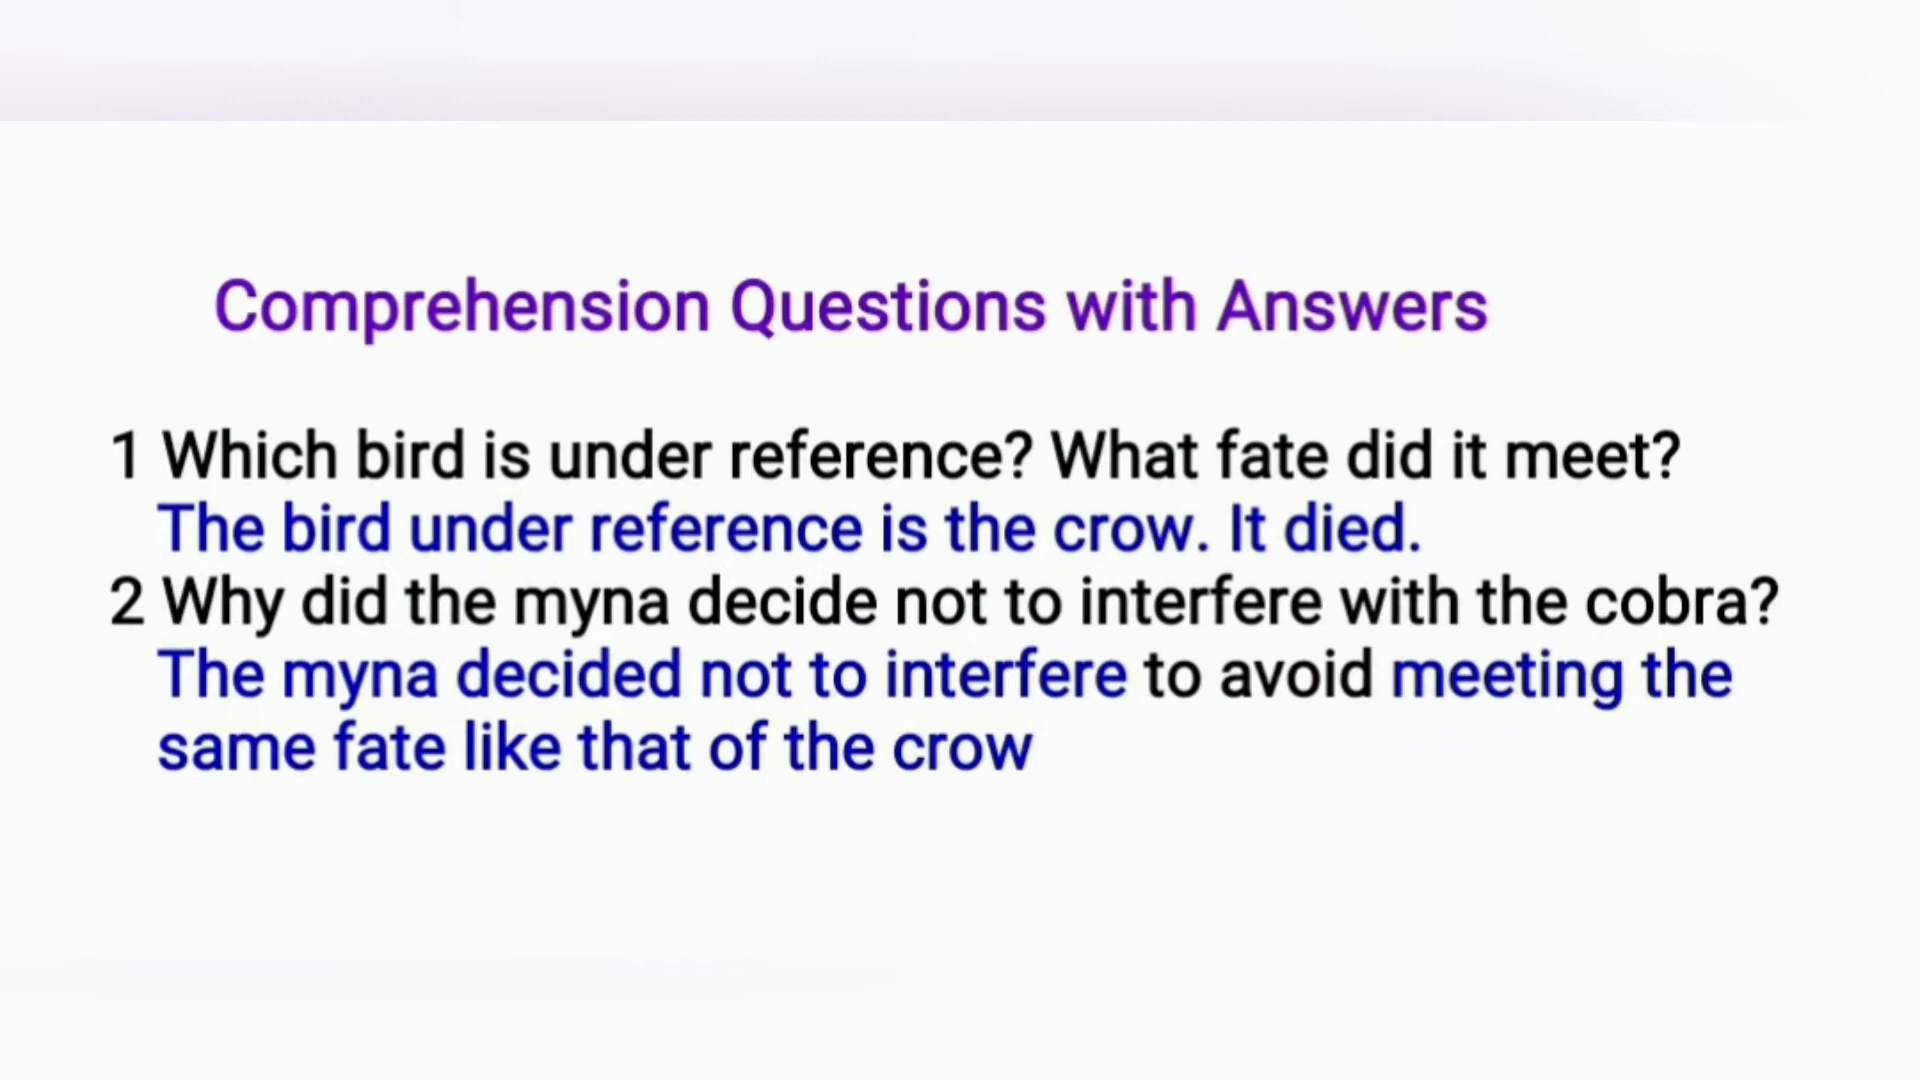 Comprehension Questions with Answers
1 Which bird is under reference? What fate did it meet?
The bird under reference is the crow. It died.
2 Why did the myna decide not to interfere with the cobra?
The myna decided not to interfere to avoid meeting the
same fate like that of the crow